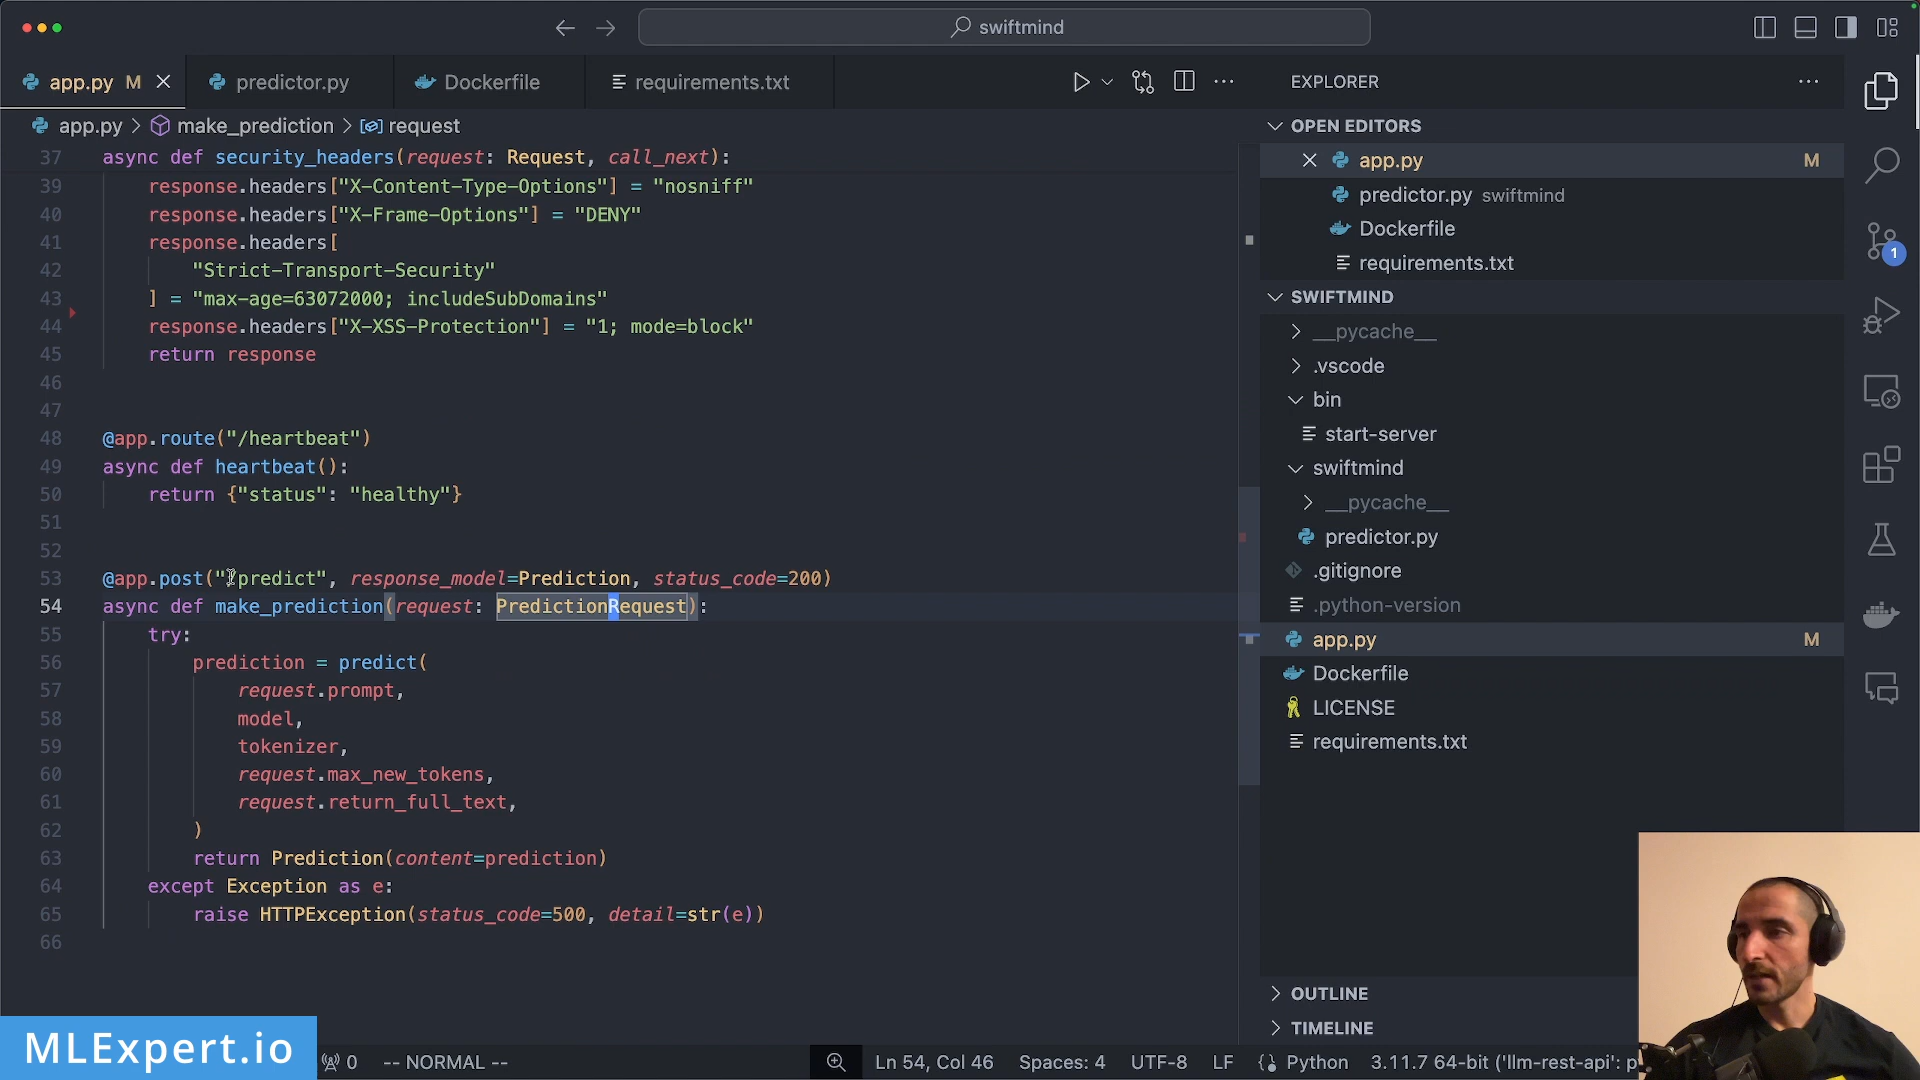 swiftmind
app.py M
predictor.py
Dockerfile
requirements.txt
app.py > make_prediction > request
37 async def security_headers(request: Request, call_next):
39 response.headers["X-Content-Type-Options"] = "nosniff"
40 response.headers["X-Frame-Options"] = "DENY"
41 response.headers[
42 "Strict-Transport-Security"
43 ] = "max-age=63072000; includeSubDomains"
44 response.headers["X-XSS-Protection"] = "1; mode=block"
45 return response
46
47
48 @app.route("/heartbeat")
49 async def heartbeat():
50 return {"status": "healthy"}
51
52
53 @app.post("/predict", response_model=Prediction, status_code=200)
54 async def make_prediction(request: PredictionRequest):
55 try:
56 prediction = predict(
57 request.prompt,
58 model,
59 tokenizer,
60 request.max_new_tokens,
61 request.return_full_text,
62 )
63 return Prediction(content=prediction)
64 except Exception as e:
65 raise HTTPException(status_code=500, detail=str(e))
66
EXPLORER
OPEN EDITORS
app.py M
predictor.py swiftmind
Dockerfile
requirements.txt
SWIFTMIND
__pycache__
.vscode
bin
start-server
swiftmind
__pycache__
predictor.py
.gitignore
.python-version
app.py M
Dockerfile
LICENSE
requirements.txt
OUTLINE
TIMELINE
1
MLExpert.io
0 -- NORMAL -- Ln 54, Col 46 Spaces: 4 UTF-8 LF Python 3.11.7 64-bit ('llm-rest-api': p